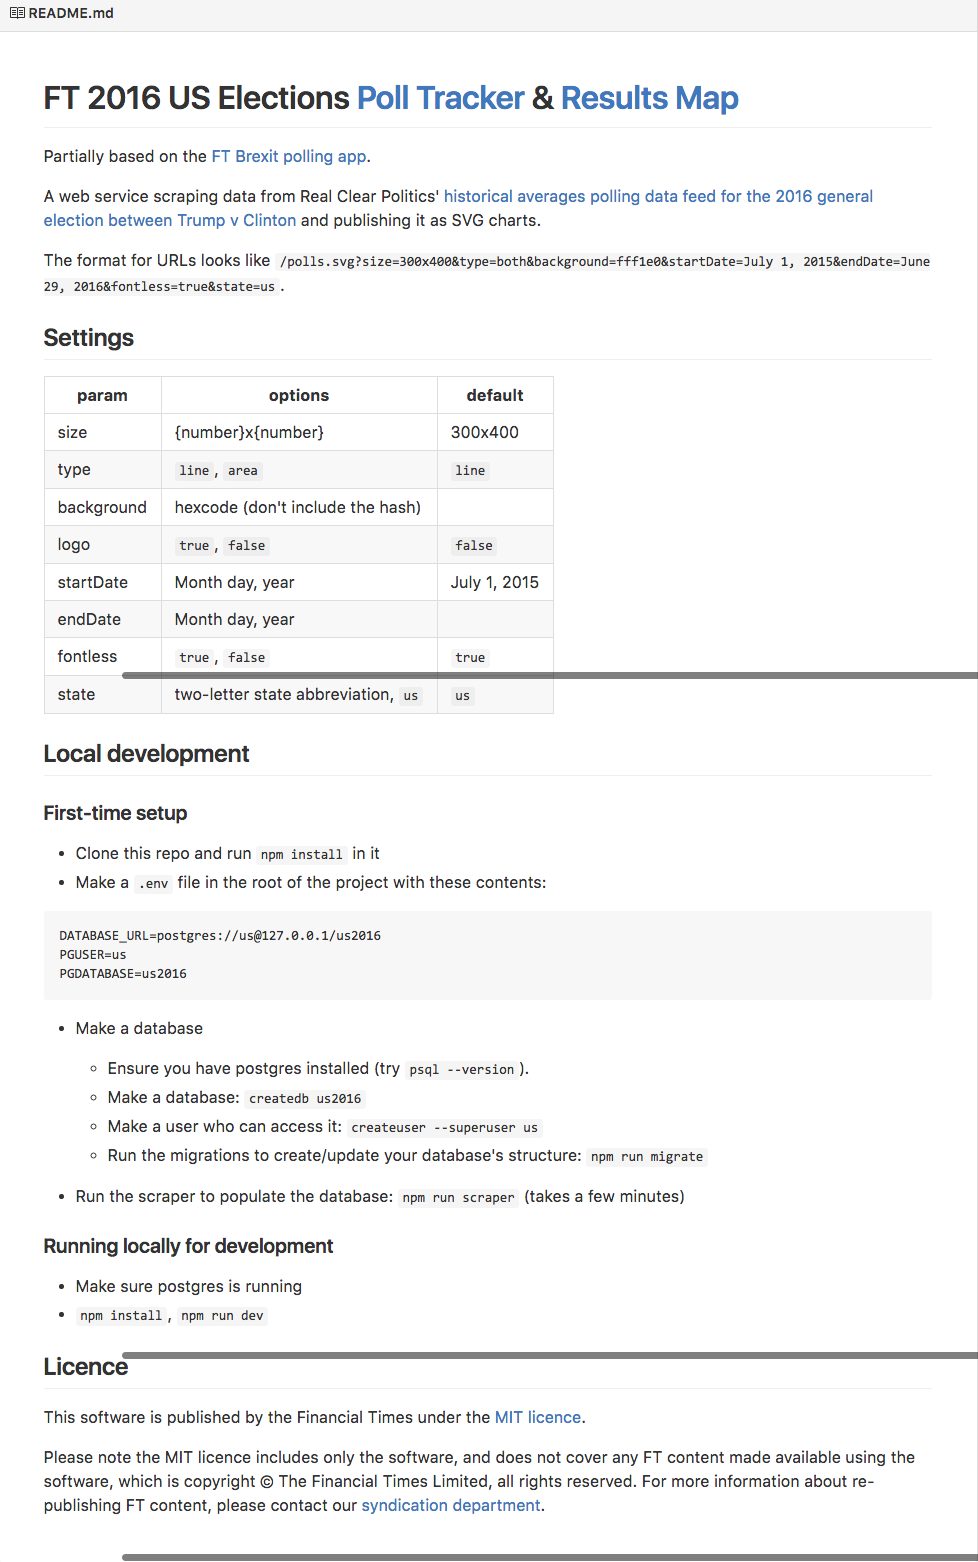 README.md
FT 2016 US Elections Poll Tracker & Results Map
Partially based on the FT Brexit polling app.
A web service scraping data from Real Clear Politics' historical averages polling data feed for the 2016 general
election between Trump v Clinton and publishing it as SVG charts.
The format for URLs looks like /polls.svg?size=300x400&type=both&background=fff1e0&startDate=July 1, 2015&endDate=June
29, 2016&fontless=true&state=us .
Settings
param options default
size {number}x{number} 300x400
type line , area line
background hexcode (don't include the hash)
logo true , false false
startDate Month day, year July 1, 2015
endDate Month day, year
fontless true , false true
state two-letter state abbreviation, us us
Local development
First-time setup
• Clone this repo and run npm install in it
• Make a .env file in the root of the project with these contents:
DATABASE_URL=postgres://us@127.0.0.1/us2016
PGUSER=us
PGDATABASE=us2016
• Make a database
◦ Ensure you have postgres installed (try psql --version ).
◦ Make a database: createdb us2016
◦ Make a user who can access it: createuser --superuser us
◦ Run the migrations to create/update your database's structure: npm run migrate
• Run the scraper to populate the database: npm run scraper (takes a few minutes)
Running locally for development
• Make sure postgres is running
• npm install , npm run dev
Licence
This software is published by the Financial Times under the MIT licence.
Please note the MIT licence includes only the software, and does not cover any FT content made available using the
software, which is copyright © The Financial Times Limited, all rights reserved. For more information about re-
publishing FT content, please contact our syndication department.